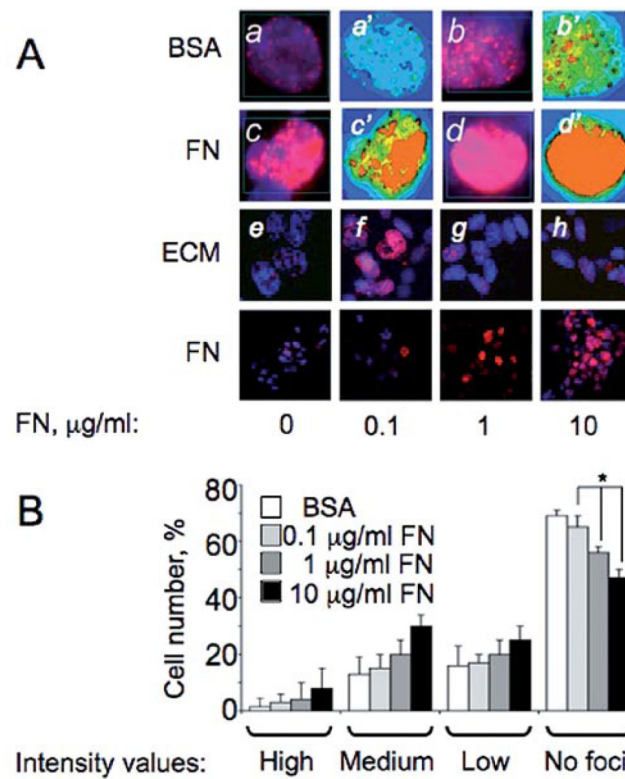 A
BSA
a
a'
b
b'
FN
c
c'
d
d'
ECM
e
f
g
h
FN
FN, μg/ml:
0
0.1
1
10
B
80
60
40
20
0
Cell number, %
BSA
0.1 μg/ml FN
1 μg/ml FN
10 μg/ml FN
*
Intensity values:
High
Medium
Low
No foci